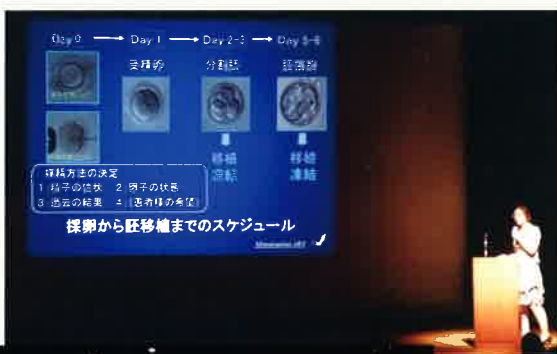 Day 0 → Day 1 → Day 2-3 → Day 5-6
受精卵 分割胚 胚盤胞
移植 移植
凍結 凍結
媒精方法の決定
1 精子の性状 2 卵子の状態
3 過去の結果 4 患者様の希望
採卵から胚移植までのスケジュール